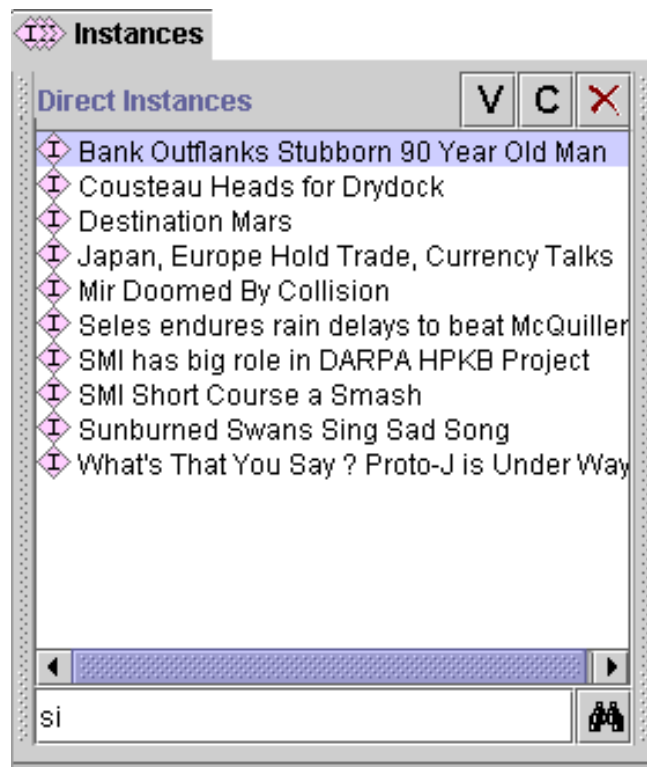 Instances
Direct Instances V C
Bank Outflanks Stubborn 90 Year Old Man
Cousteau Heads for Drydock
Destination Mars
Japan, Europe Hold Trade, Currency Talks
Mir Doomed By Collision
Seles endures rain delays to beat McQuiller
SMI has big role in DARPA HPKB Project
SMI Short Course a Smash
Sunburned Swans Sing Sad Song
What's That You Say ? Proto-J is Under Way
si